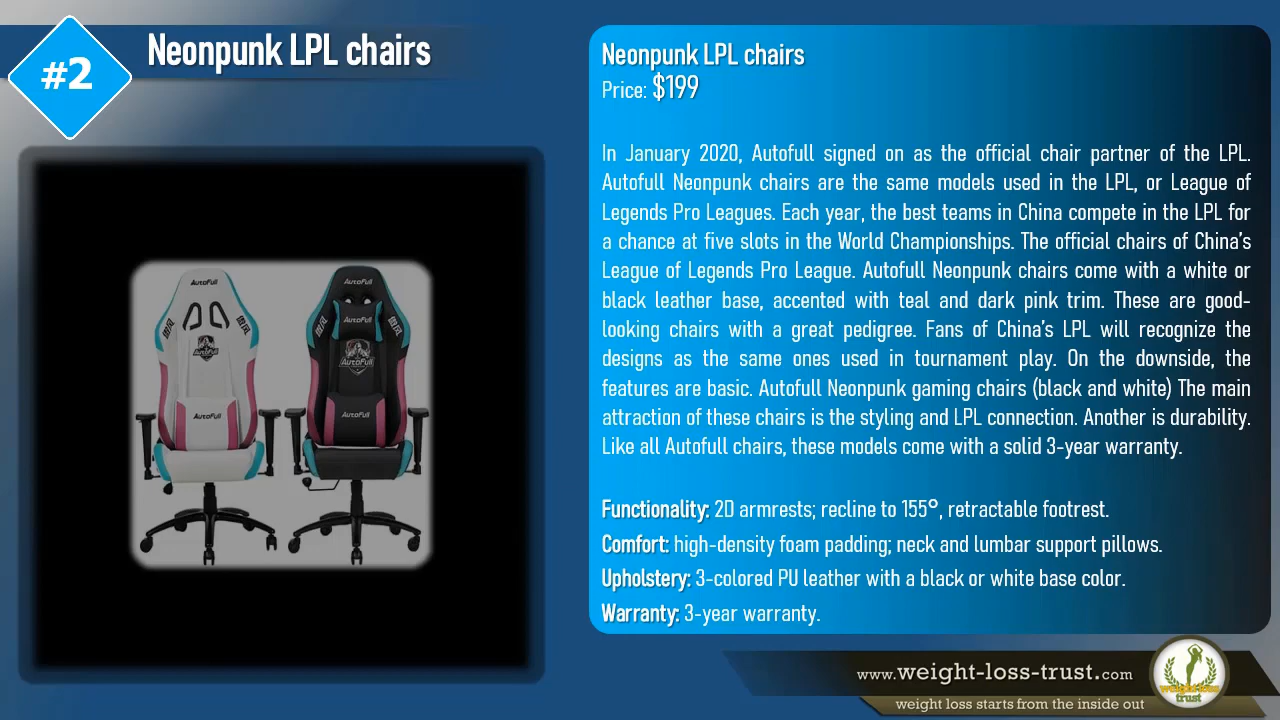 #2
Neonpunk LPL chairs
AutoFull
AutoFull
AutoFull
AutoFull
AutoFull
AutoFull
AutoFull
Neonpunk LPL chairs
Price: $199
In January 2020, Autofull signed on as the official chair partner of the LPL.
Autofull Neonpunk chairs are the same models used in the LPL, or League of
Legends Pro Leagues. Each year, the best teams in China compete in the LPL for
a chance at five slots in the World Championships. The official chairs of China's
League of Legends Pro League. Autofull Neonpunk chairs come with a white or
black leather base, accented with teal and dark pink trim. These are good-
looking chairs with a great pedigree. Fans of China's LPL will recognize the
designs as the same ones used in tournament play. On the downside, the
features are basic. Autofull Neonpunk gaming chairs (black and white) The main
attraction of these chairs is the styling and LPL connection. Another is durability.
Like all Autofull chairs, these models come with a solid 3-year warranty.
Functionality: 2D armrests; recline to 155°, retractable footrest.
Comfort: high-density foam padding; neck and lumbar support pillows.
Upholstery: 3-colored PU leather with a black or white base color.
Warranty: 3-year warranty.
www.weight-loss-trust.com
weight loss starts from the inside out
weight loss
trust